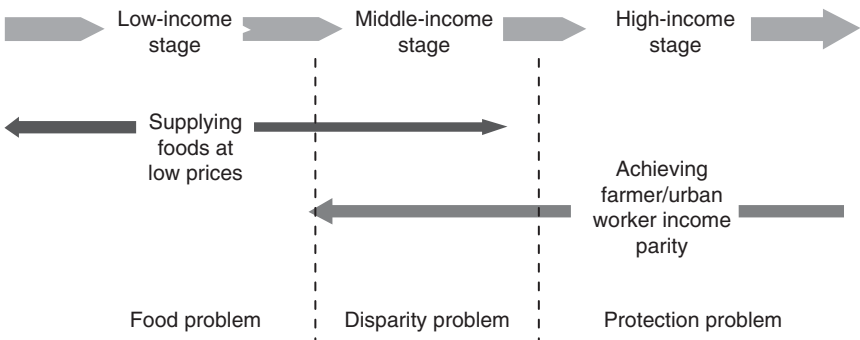 Low-income
stage
Middle-income
stage
High-income
stage
Supplying
foods at
low prices
Achieving
farmer/urban
worker income
parity
Food problem
Disparity problem
Protection problem